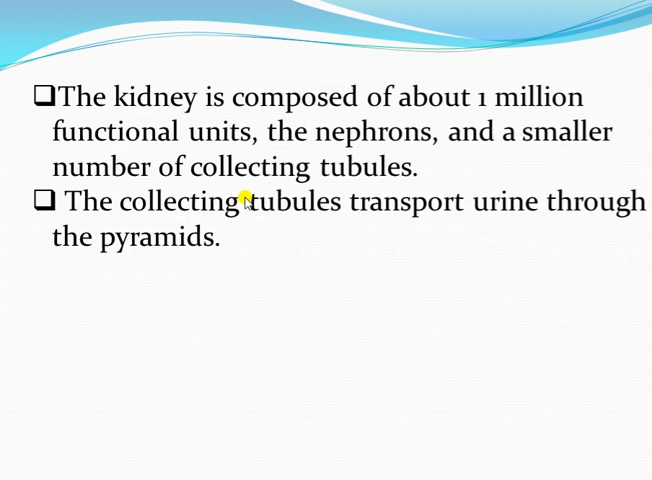 ❑The kidney is composed of about 1 million
functional units, the nephrons, and a smaller
number of collecting tubules.
❑ The collecting tubules transport urine through
the pyramids.